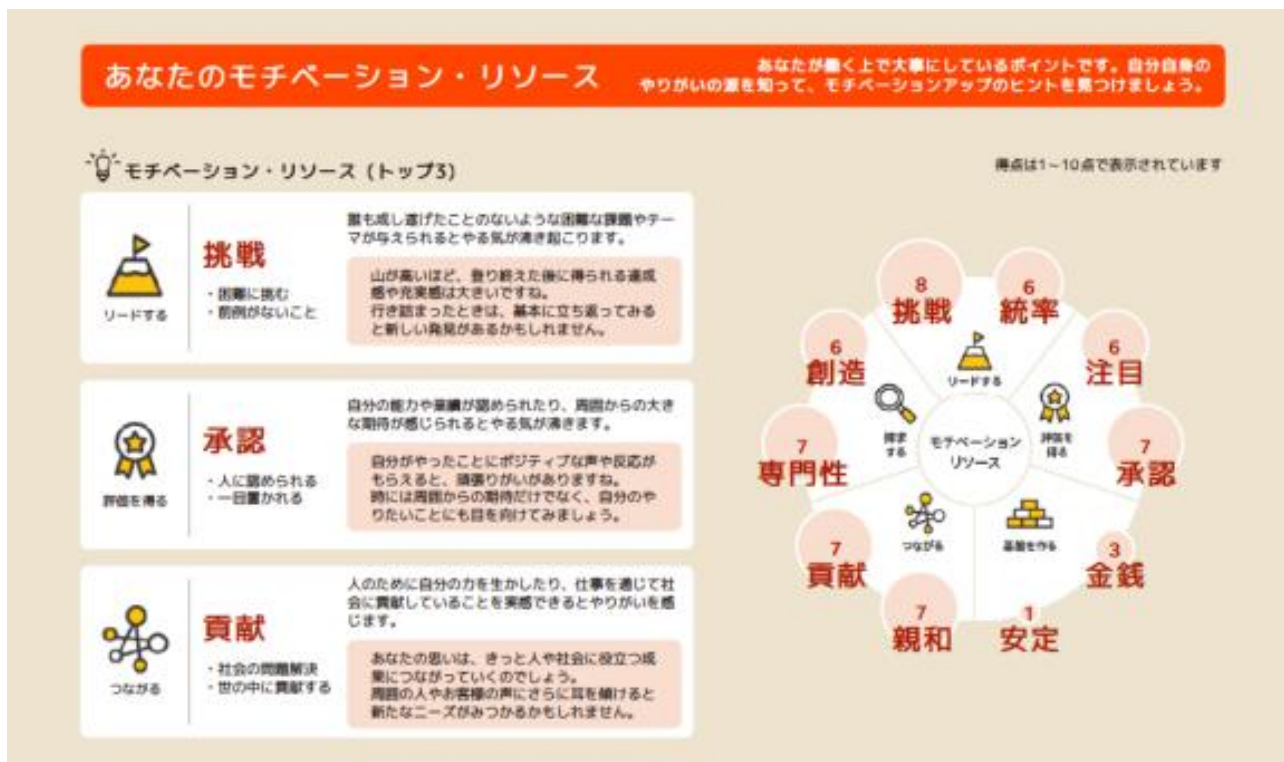 あなたのモチベーション・リソース
あなたが働く上で大事にしているポイントです。自分自身の
やりがいの源を知って、モチベーションアップのヒントを見つけましょう。
モチベーション・リソース（トップ3）
得点は1～10点で表示されています
リードする
挑戦
・困難に挑む
・前例がないこと
誰も成し遂げたことのないような困難な課題やテー
マが与えられるとやる気が沸き起こります。
山が高いほど、登り終えた後に得られる達成
感や充実感は大きいですね。
行き詰まったときは、基本に立ち返ってみる
と新しい発見があるかもしれません。
評価を得る
承認
・人に認められる
・一目置かれる
自分の能力や業績が認められたり、周囲からの大き
な期待が感じられるとやる気が沸きます。
自分がやったことにポジティブな声や反応が
もらえると、頑張りがいがありますね。
時には周囲からの期待だけでなく、自分のや
りたいことにも目を向けてみましょう。
つながる
貢献
・社会の問題解決
・世の中に貢献する
人のために自分の力を生かしたり、仕事を通じて社
会に貢献していることを実感できるとやりがいを感
じます。
あなたの思いは、きっと人や社会に役立つ成
果につながっていくのでしょう。
周囲の人やお客様の声にさらに耳を傾けると
新たなニーズがみつかるかもしれません。
8
挑戦
6
統率
6
創造
6
注目
リードする
探求
する
評価を
得る
モチベーション
リソース
7
専門性
7
承認
つながる
基盤を作る
7
貢献
3
金銭
7
親和
1
安定